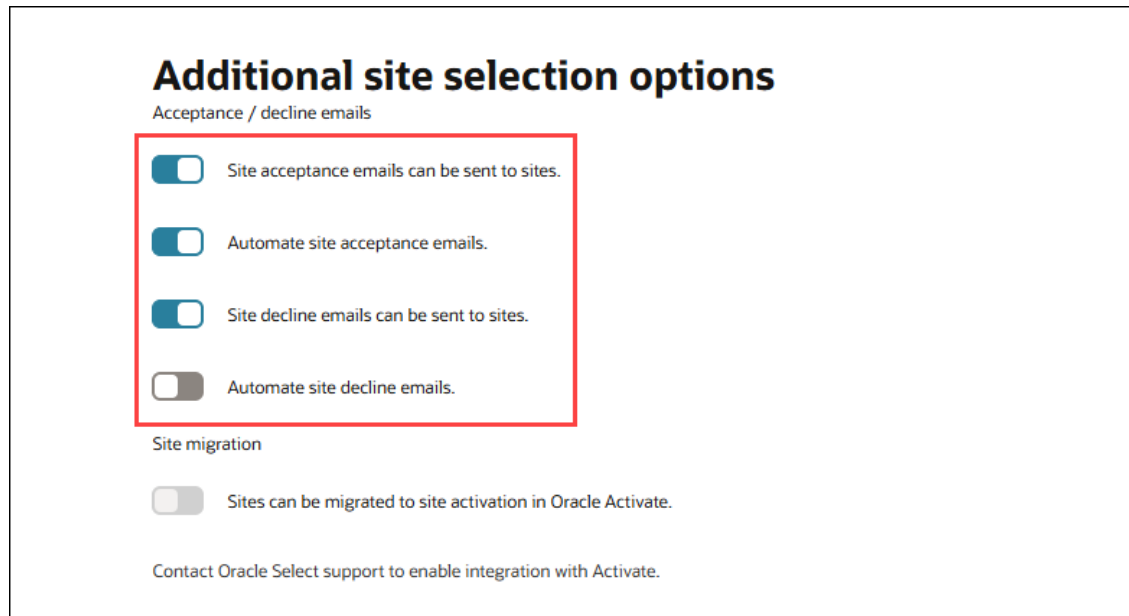 Additional site selection options
Acceptance / decline emails
Site acceptance emails can be sent to sites.
Automate site acceptance emails.
Site decline emails can be sent to sites.
Automate site decline emails.
Site migration
Sites can be migrated to site activation in Oracle Activate.
Contact Oracle Select support to enable integration with Activate.